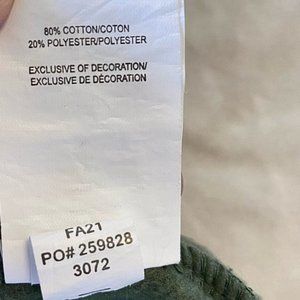 80% COTTON/COTON
20% POLYESTER/POLYESTER
EXCLUSIVE OF DECORATION/
EXCLUSIVE DE DÉCORATION
FA21
PO# 259828
3072